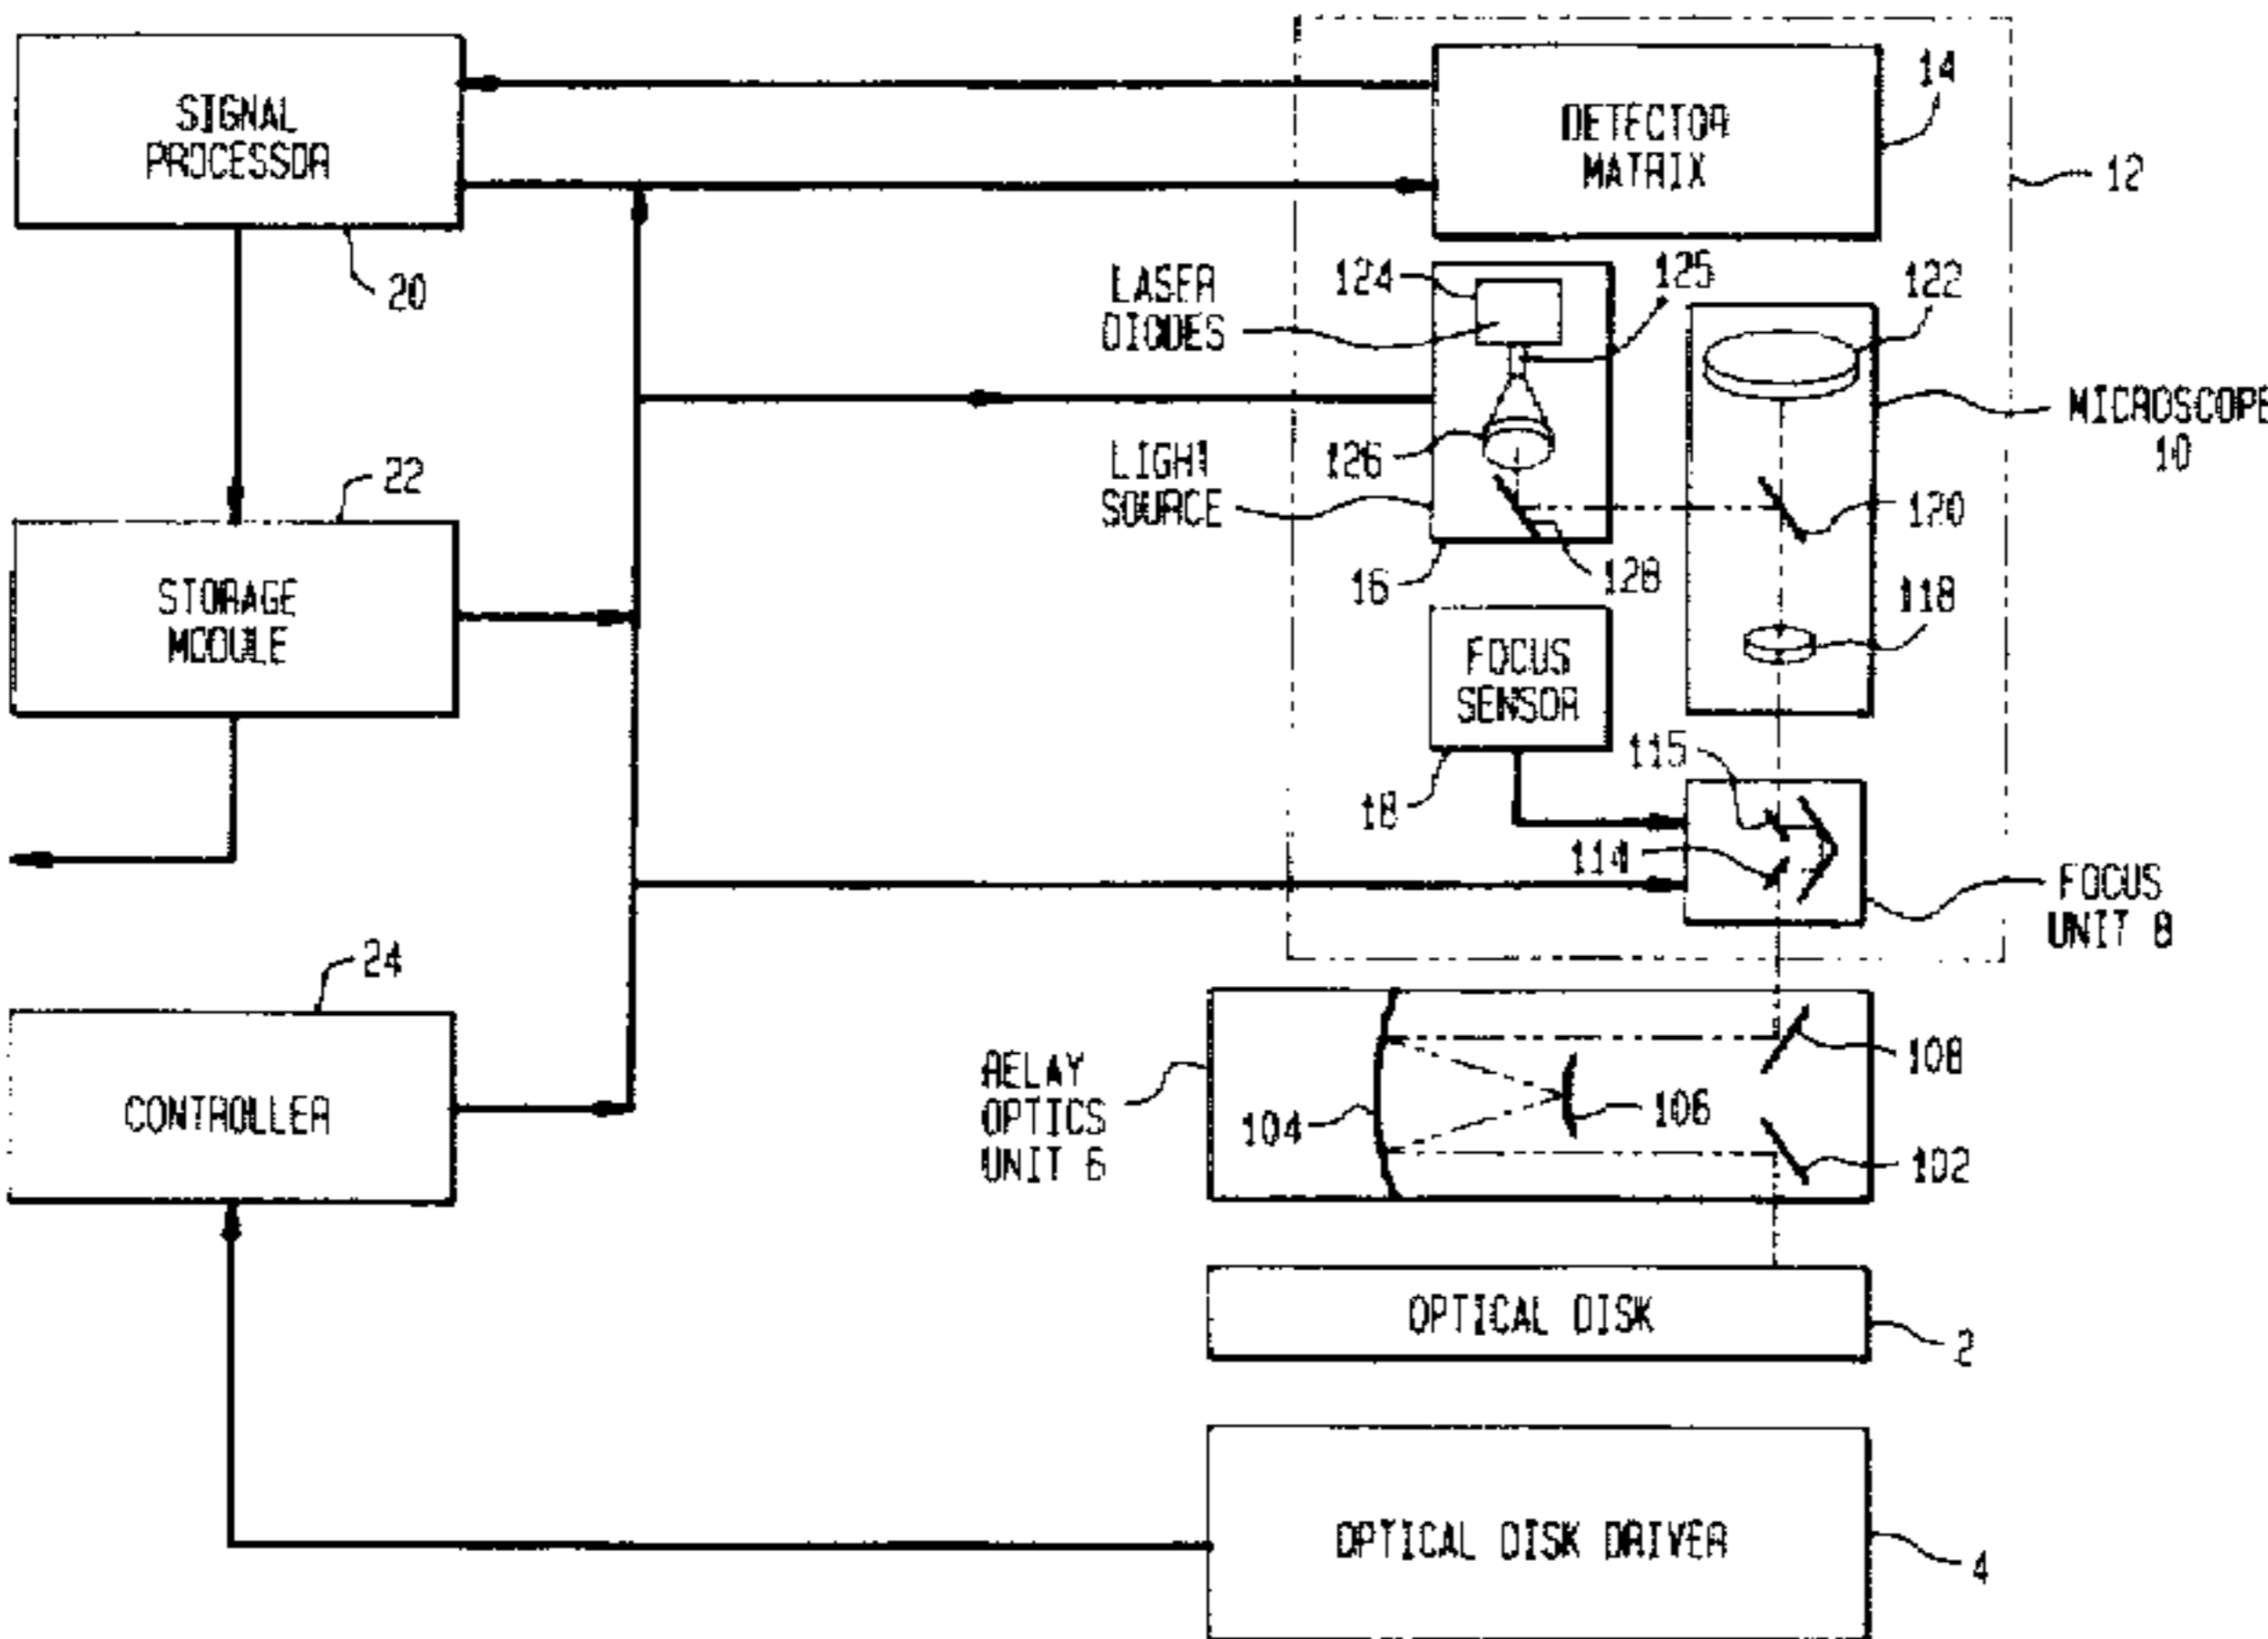 SIGNAL
PROCESSOR
20
DETECTOR
MATRIX
14
12
LASER
DIODES
124
125
122
MICROSCOPE
10
126
LIGHT
SOURCE
16
128
120
118
22
STORAGE
MODULE
FOCUS
SENSOR
18
115
114
FOCUS
UNIT 8
24
CONTROLLER
RELAY
OPTICS
UNIT 6
104
106
108
102
OPTICAL DISK
2
OPTICAL DISK DRIVER
4